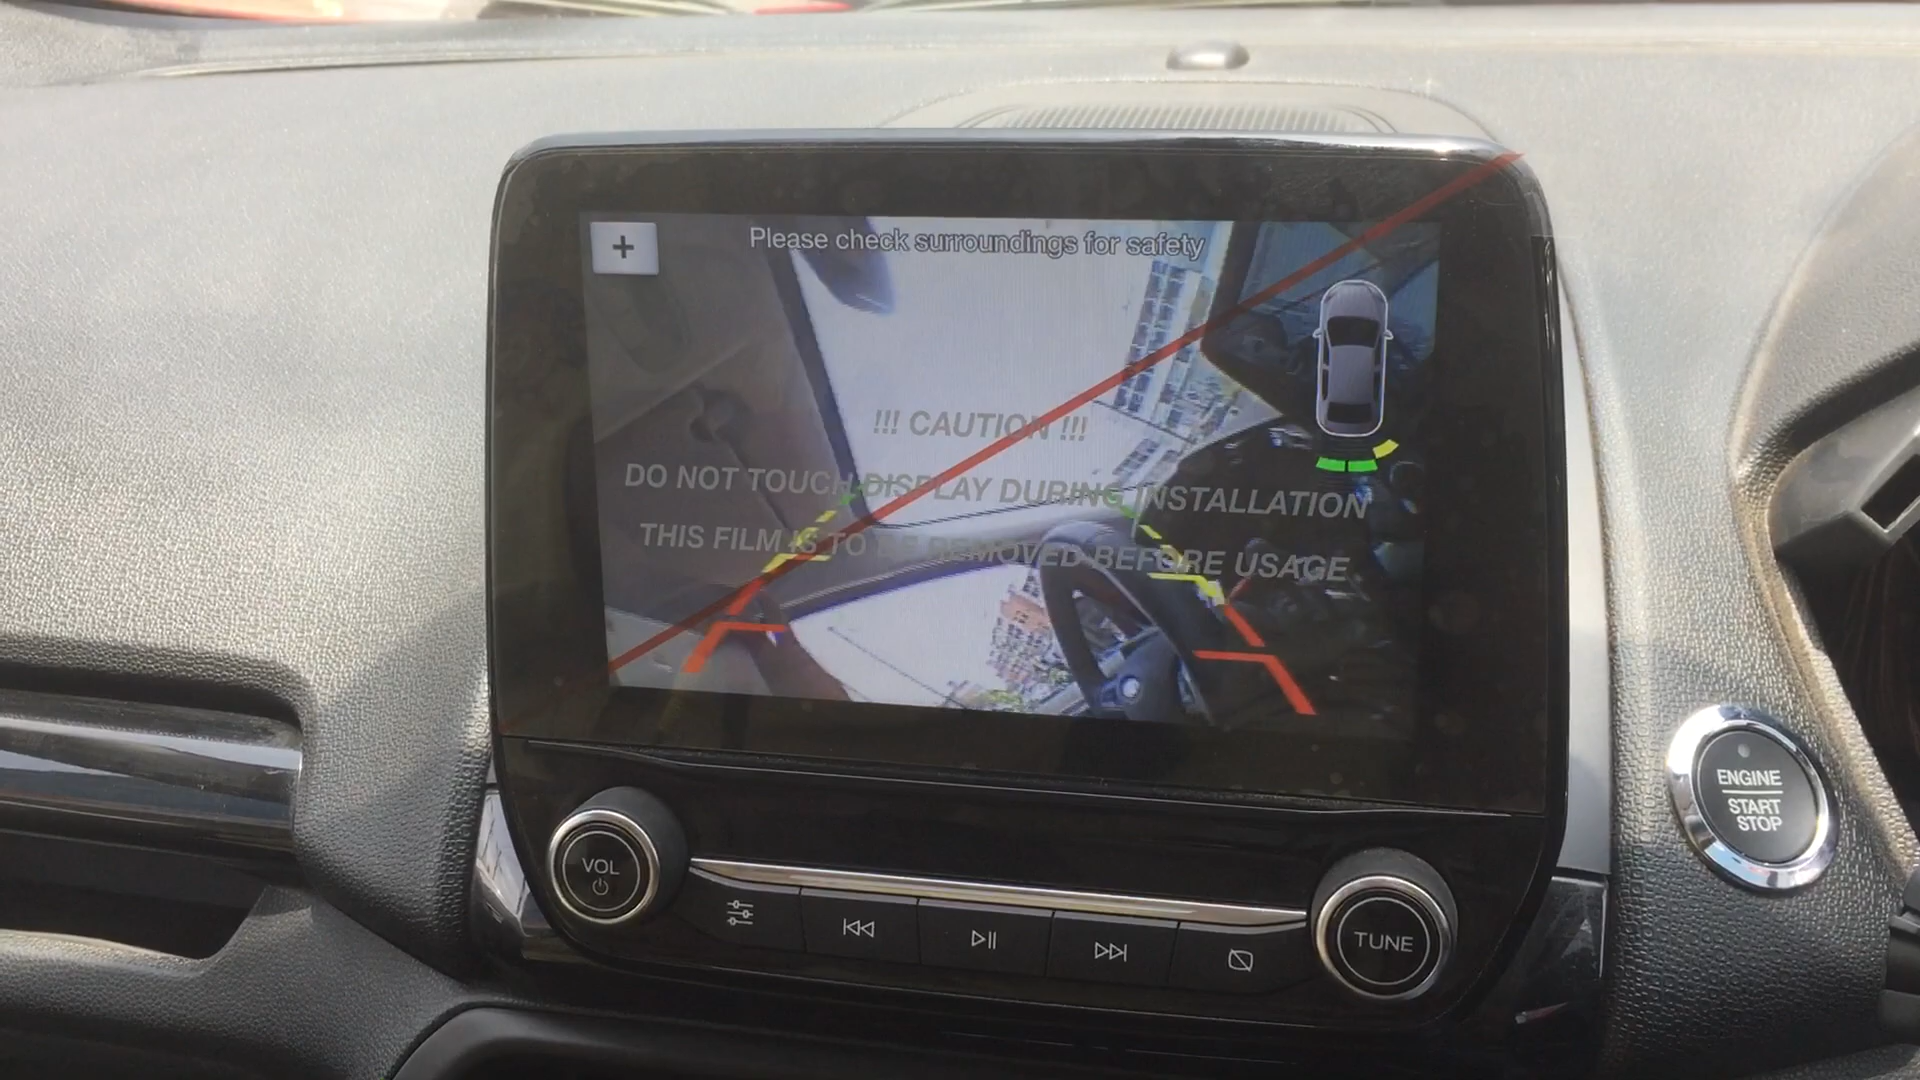 +
Please check surroundings for safety
!!! CAUTION !!!
DO NOT TOUCH DISPLAY DURING INSTALLATION
THIS FILM IS TO BE REMOVED BEFORE USAGE
ENGINE
START
STOP
VOL
TUNE